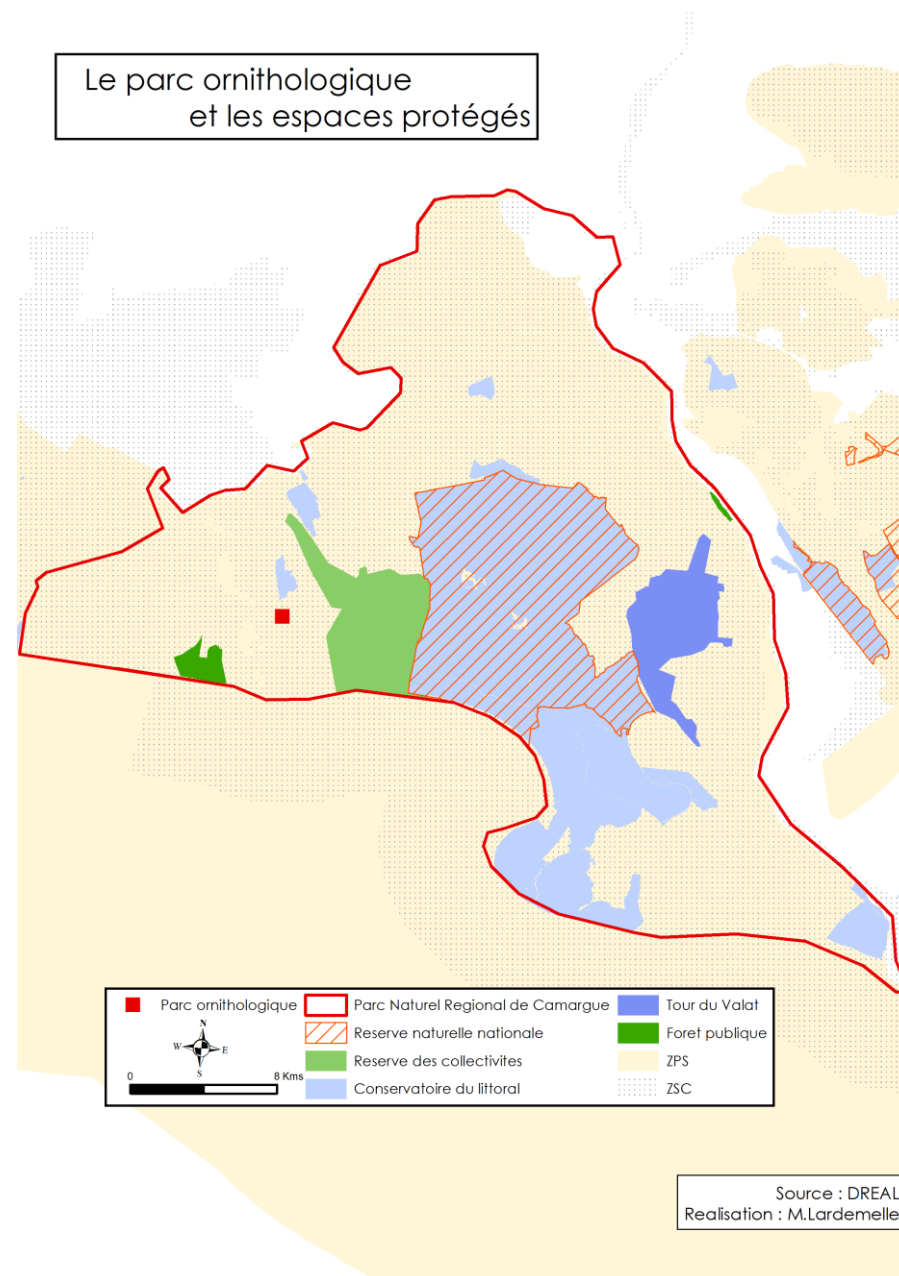 Le parc ornithologique
et les espaces protégés
Parc ornithologique
Parc Naturel Regional de Camargue
Tour du Valat
Reserve naturelle nationale
Foret publique
Reserve des collectivites
ZPS
Conservatoire du littoral
ZSC
N
W
E
S
0
8 Kms
Source : DREAL
Realisation : M.Lardemelle